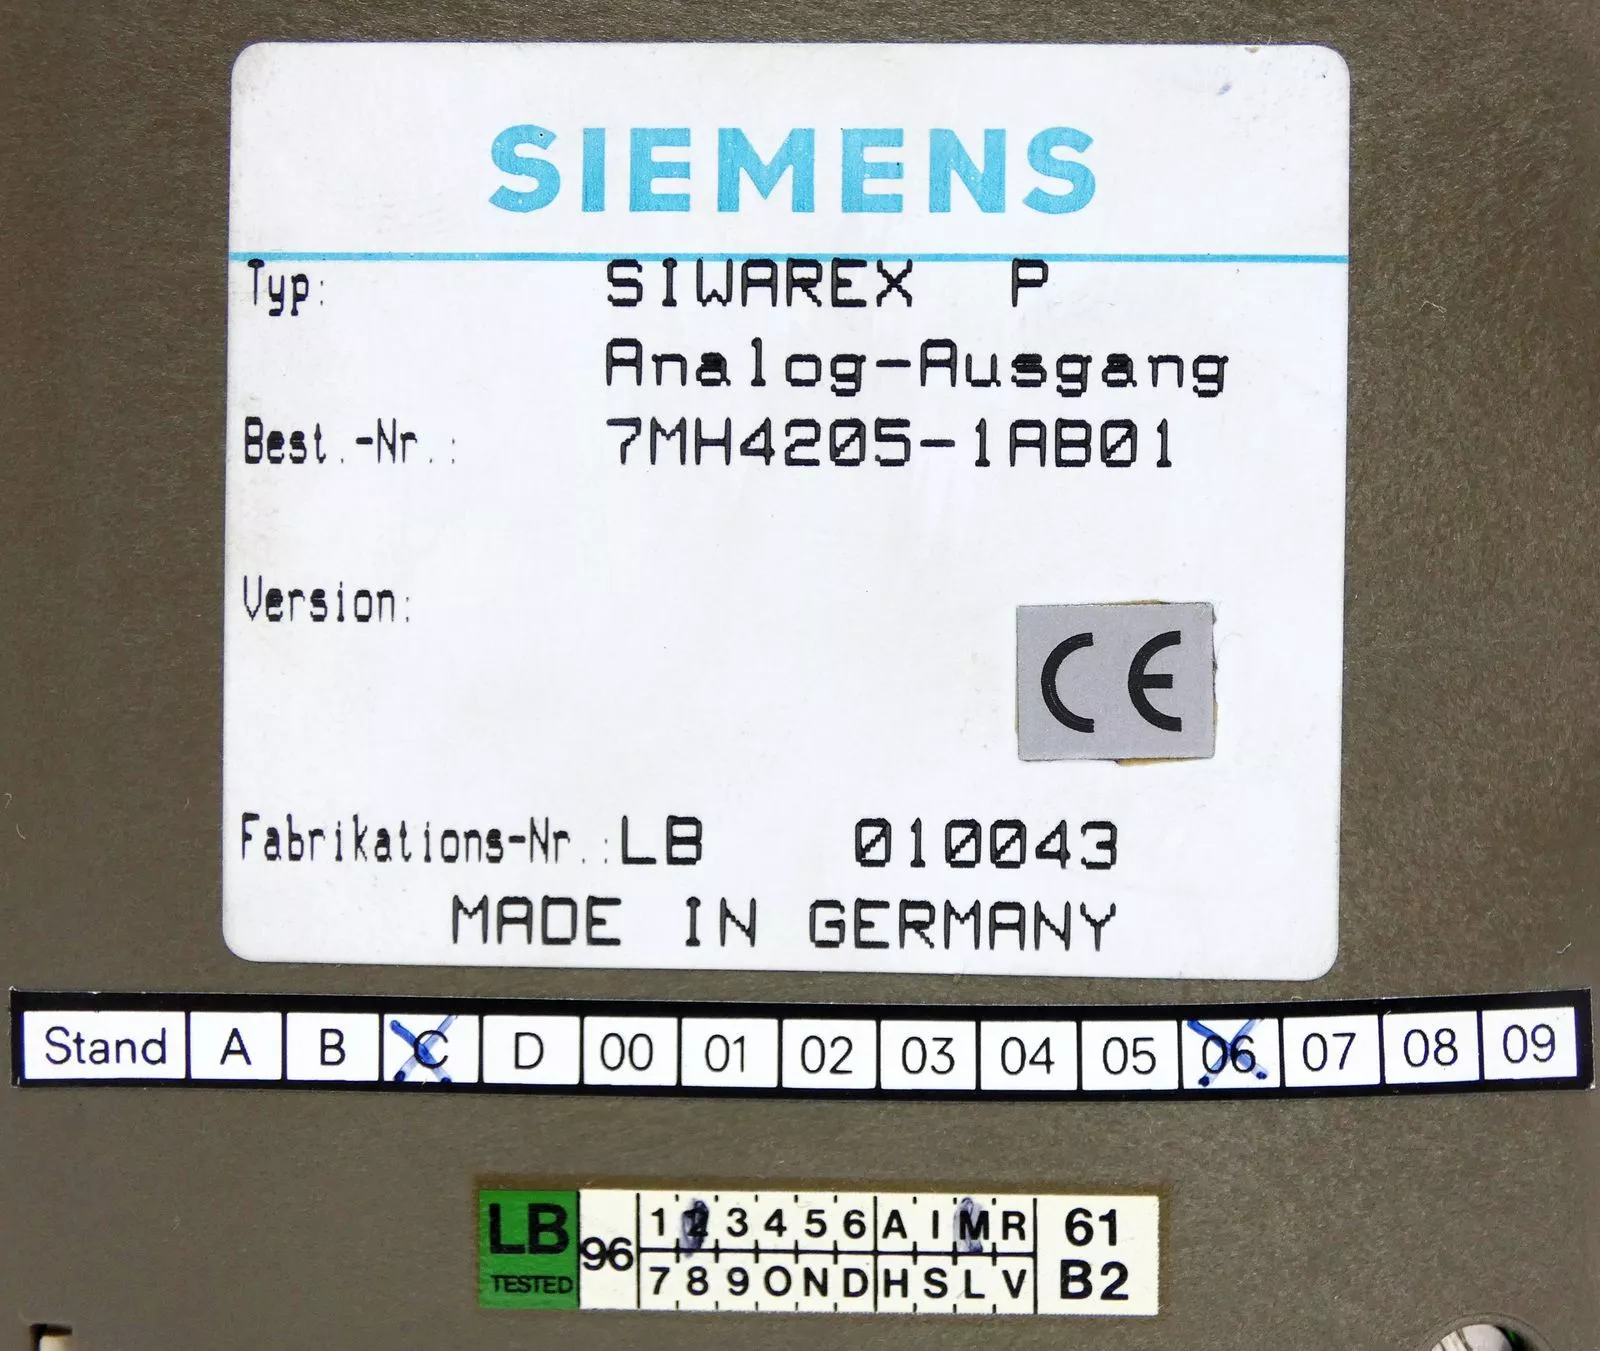 SIEMENS
Typ: SIWAREX P
Analog-Ausgang
Best.-Nr.: 7MH4205-1AB01
Version:
CE
Fabrikations-Nr.: LB 010043
MADE IN GERMANY
Stand A B C D 00 01 02 03 04 05 06 07 08 09
LB TESTED
96
1 2 3 4 5 6 A I M R
7 8 9 O N D H S L V
61
B2